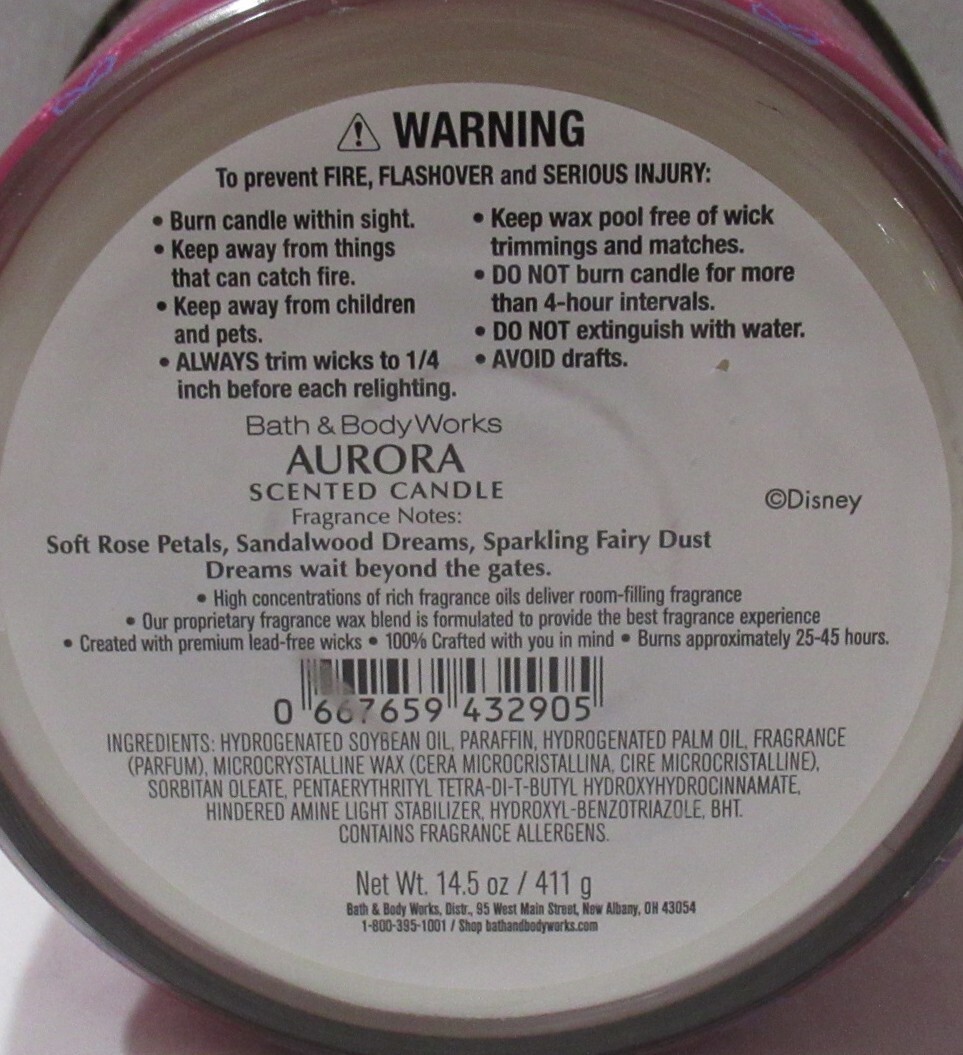 WARNING
To prevent FIRE, FLASHOVER and SERIOUS INJURY:
• Burn candle within sight.
• Keep away from things
that can catch fire.
• Keep away from children
and pets.
• ALWAYS trim wicks to 1/4
inch before each relighting.
• Keep wax pool free of wick
trimmings and matches.
• DO NOT burn candle for more
than 4-hour intervals.
• DO NOT extinguish with water.
• AVOID drafts.
Bath & Body Works
AURORA
SCENTED CANDLE
©Disney
Fragrance Notes:
Soft Rose Petals, Sandalwood Dreams, Sparkling Fairy Dust
Dreams wait beyond the gates.
• High concentrations of rich fragrance oils deliver room-filling fragrance
• Our proprietary fragrance wax blend is formulated to provide the best fragrance experience
• Created with premium lead-free wicks • 100% Crafted with you in mind • Burns approximately 25-45 hours.
0 667659 432905
INGREDIENTS: HYDROGENATED SOYBEAN OIL, PARAFFIN, HYDROGENATED PALM OIL, FRAGRANCE
(PARFUM), MICROCRYSTALLINE WAX (CERA MICROCRISTALLINA, CIRE MICROCRISTALLINE),
SORBITAN OLEATE, PENTAERYTHRITYL TETRA-DI-T-BUTYL HYDROXYHYDROCINNAMATE,
HINDERED AMINE LIGHT STABILIZER, HYDROXYL-BENZOTRIAZOLE, BHT.
CONTAINS FRAGRANCE ALLERGENS.
Net Wt. 14.5 oz / 411 g
Bath & Body Works, Distr., 95 West Main Street, New Albany, OH 43054
1-800-395-1001 / Shop bathandbodyworks.com